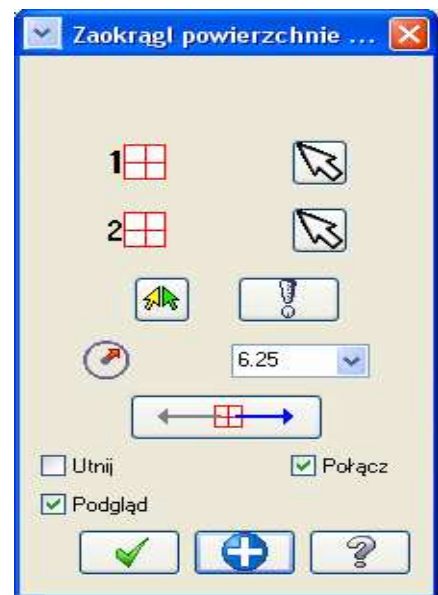 Zaokrągl powierzchnie ...
1
2
6.25
Utnij Połącz
Podgląd